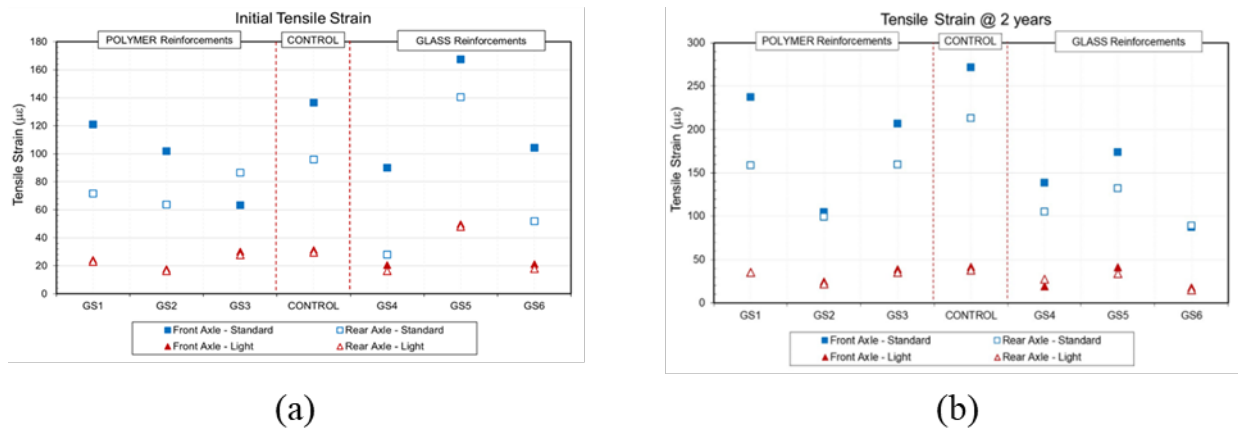 Initial Tensile Strain
180
160
140
120
100
80
60
40
20
0
Tensile Strain (με)
POLYMER Reinforcements
CONTROL
GLASS Reinforcements
GS1 GS2 GS3 CONTROL GS4 GS5 GS6
Front Axle - Standard Rear Axle - Standard
Front Axle - Light Rear Axle - Light
(a)
Tensile Strain @ 2 years
300
250
200
150
100
50
0
Tensile Strain (με)
POLYMER Reinforcements
CONTROL
GLASS Reinforcements
GS1 GS2 GS3 CONTROL GS4 GS5 GS6
Front Axle - Standard Rear Axle - Standard
Front Axle - Light Rear Axle - Light
(b)